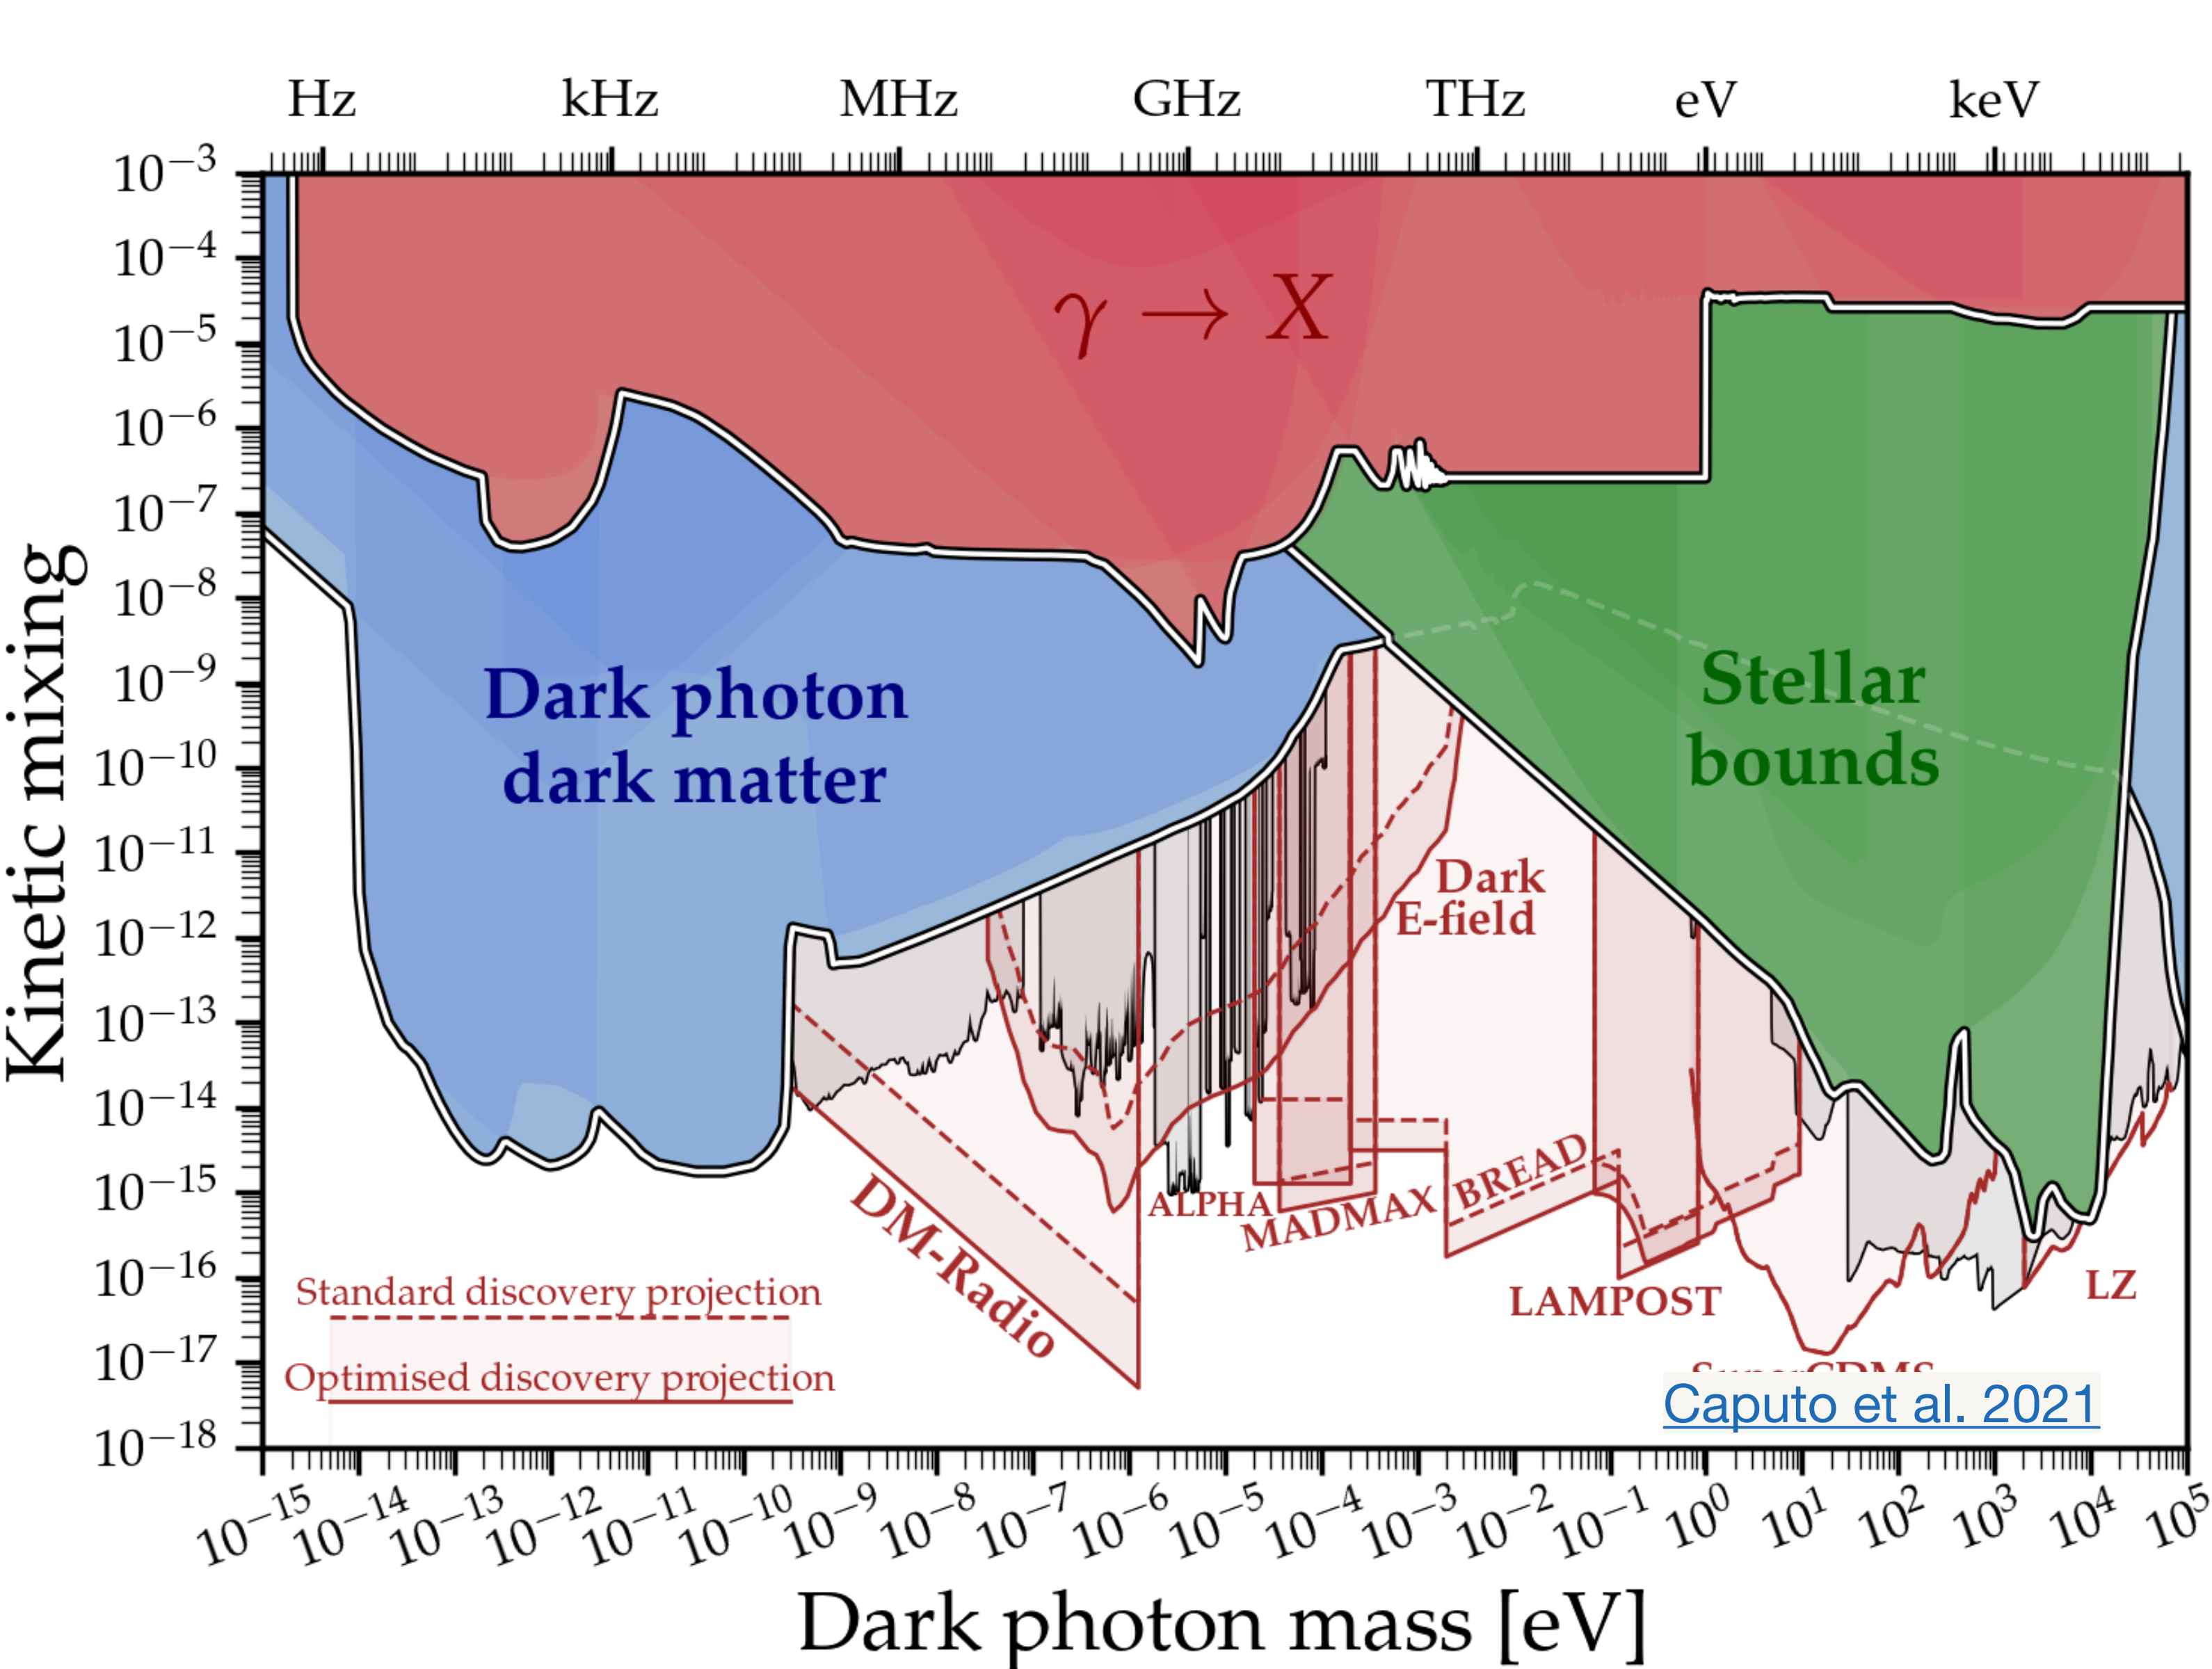 Hz kHz MHz GHz THz eV keV
10⁻³
10⁻⁴
10⁻⁵
10⁻⁶
10⁻⁷
10⁻⁸
10⁻⁹
10⁻¹⁰
10⁻¹¹
10⁻¹²
10⁻¹³
10⁻¹⁴
10⁻¹⁵
10⁻¹⁶
10⁻¹⁷
10⁻¹⁸
Kinetic mixing
γ → X
Dark photon
dark matter
Stellar
bounds
Dark
E-field
DM-Radio
ALPHA
MADMAX
BREAD
LAMPOST
LZ
SuperCDMS
Standard discovery projection
Optimised discovery projection
Caputo et al. 2021
10⁻¹⁵ 10⁻¹⁴ 10⁻¹³ 10⁻¹² 10⁻¹¹ 10⁻¹⁰ 10⁻⁹ 10⁻⁸ 10⁻⁷ 10⁻⁶ 10⁻⁵ 10⁻⁴ 10⁻³ 10⁻² 10⁻¹ 10⁰ 10¹ 10² 10³ 10⁴ 10⁵
Dark photon mass [eV]